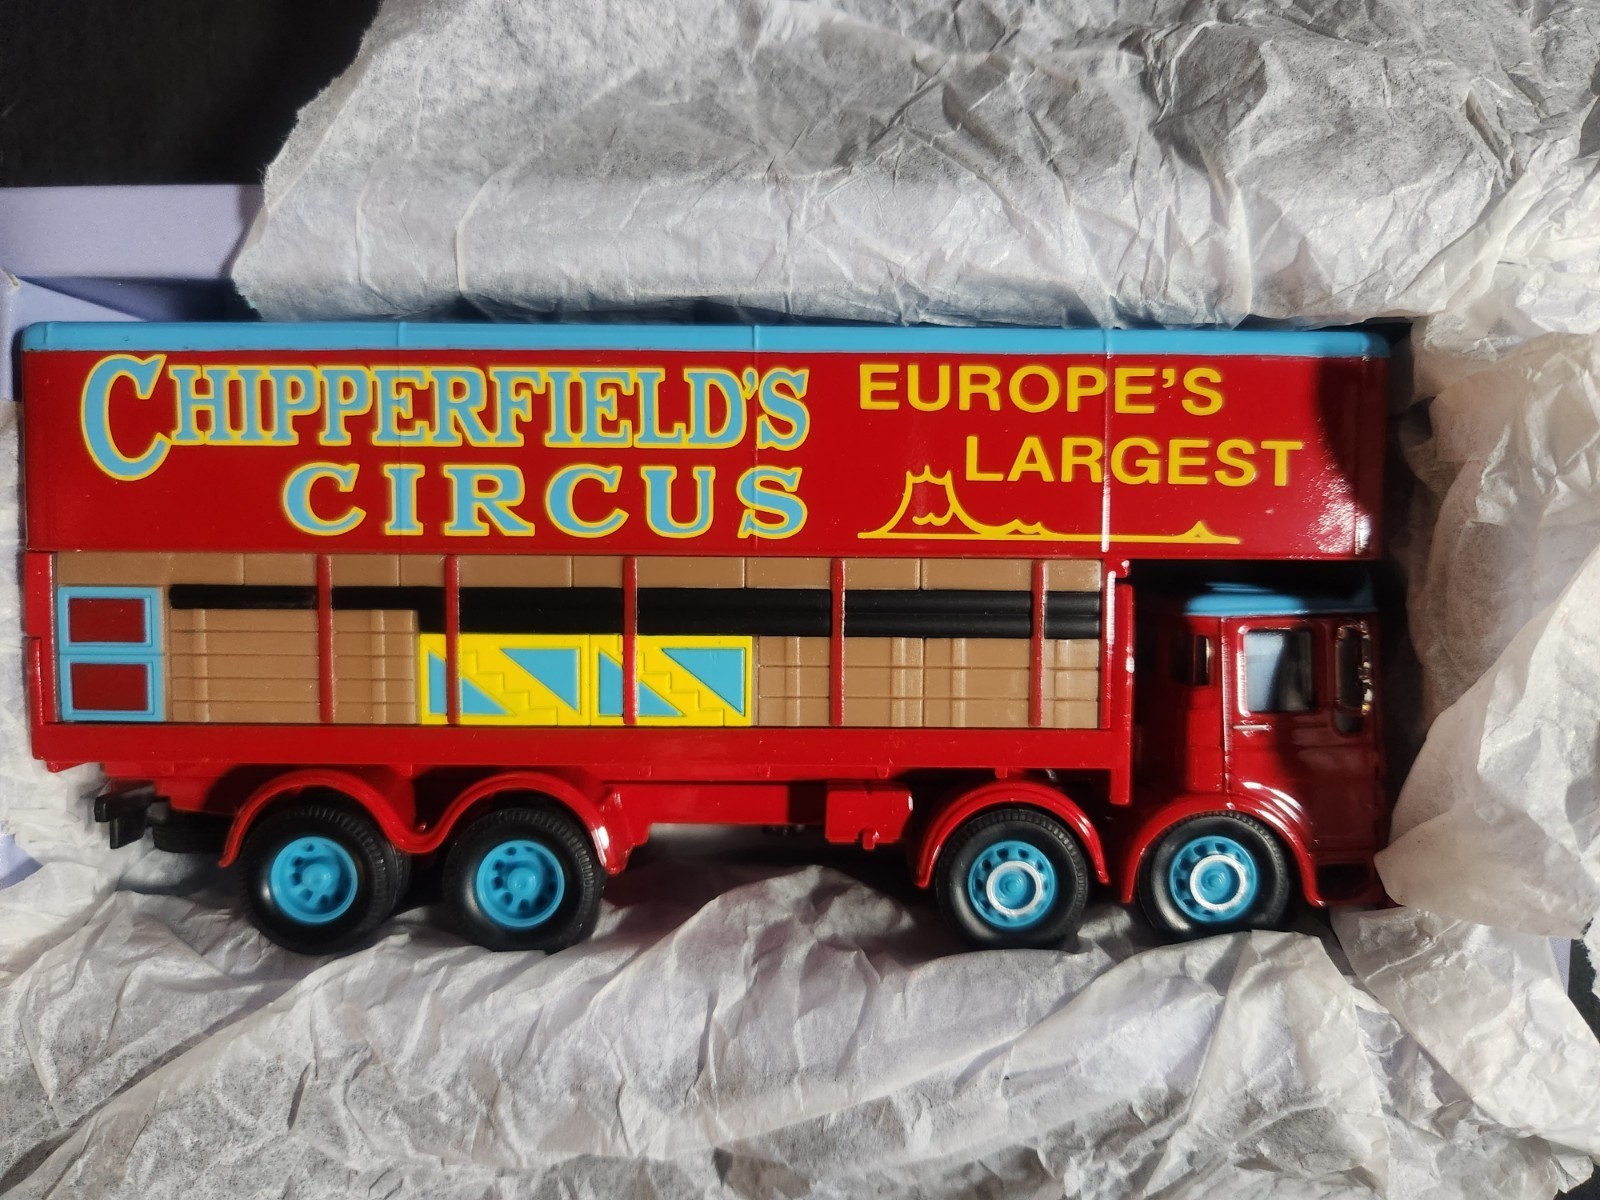 CHIPPERFIELD'S
CIRCUS
EUROPE'S
LARGEST